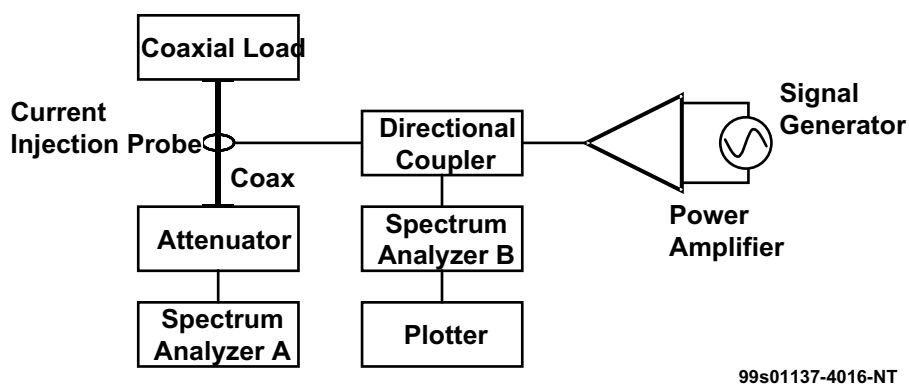 Coaxial Load
Current
Injection Probe
Directional
Coupler
Signal
Generator
Coax
Power
Amplifier
Attenuator
Spectrum
Analyzer B
Spectrum
Analyzer A
Plotter
99s01137-4016-NT